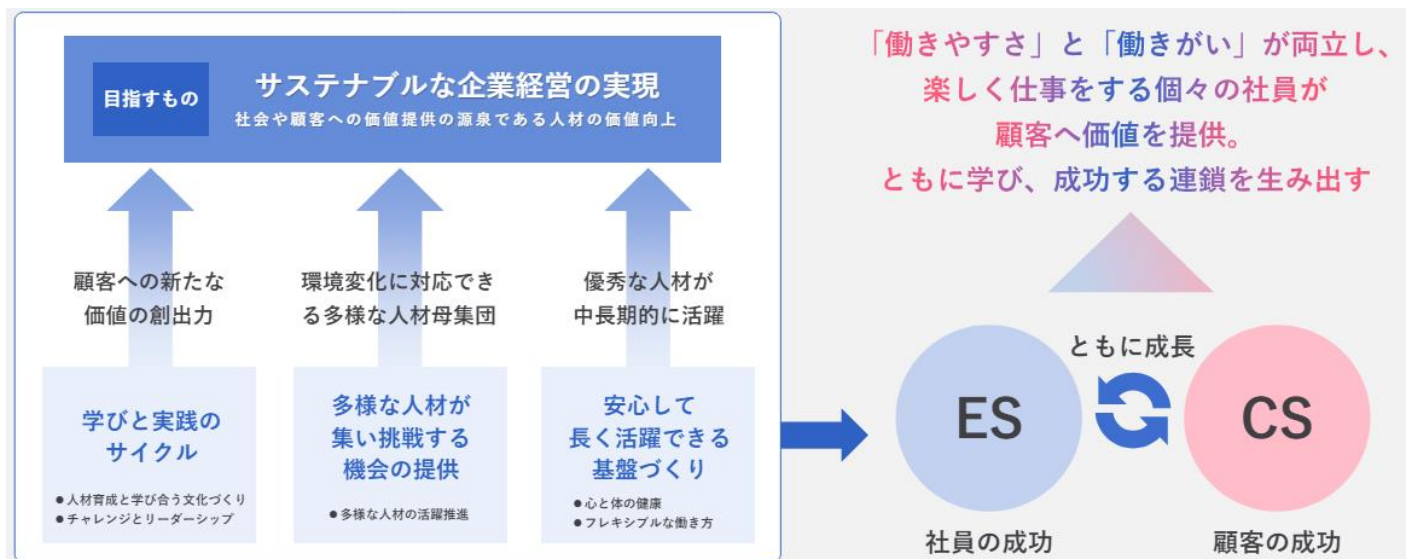 目指すもの
サステナブルな企業経営の実現
社会や顧客への価値提供の源泉である人材の価値向上
顧客への新たな
価値の創出力
環境変化に対応でき
る多様な人材母集団
優秀な人材が
中長期的に活躍
学びと実践の
サイクル
●人材育成と学び合う文化づくり
●チャレンジとリーダーシップ
多様な人材が
集い挑戦する
機会の提供
●多様な人材の活躍推進
安心して
長く活躍できる
基盤づくり
●心と体の健康
●フレキシブルな働き方
「働きやすさ」と「働きがい」が両立し、
楽しく仕事をする個々の社員が
顧客へ価値を提供。
ともに学び、成功する連鎖を生み出す
ともに成長
ES
CS
社員の成功
顧客の成功